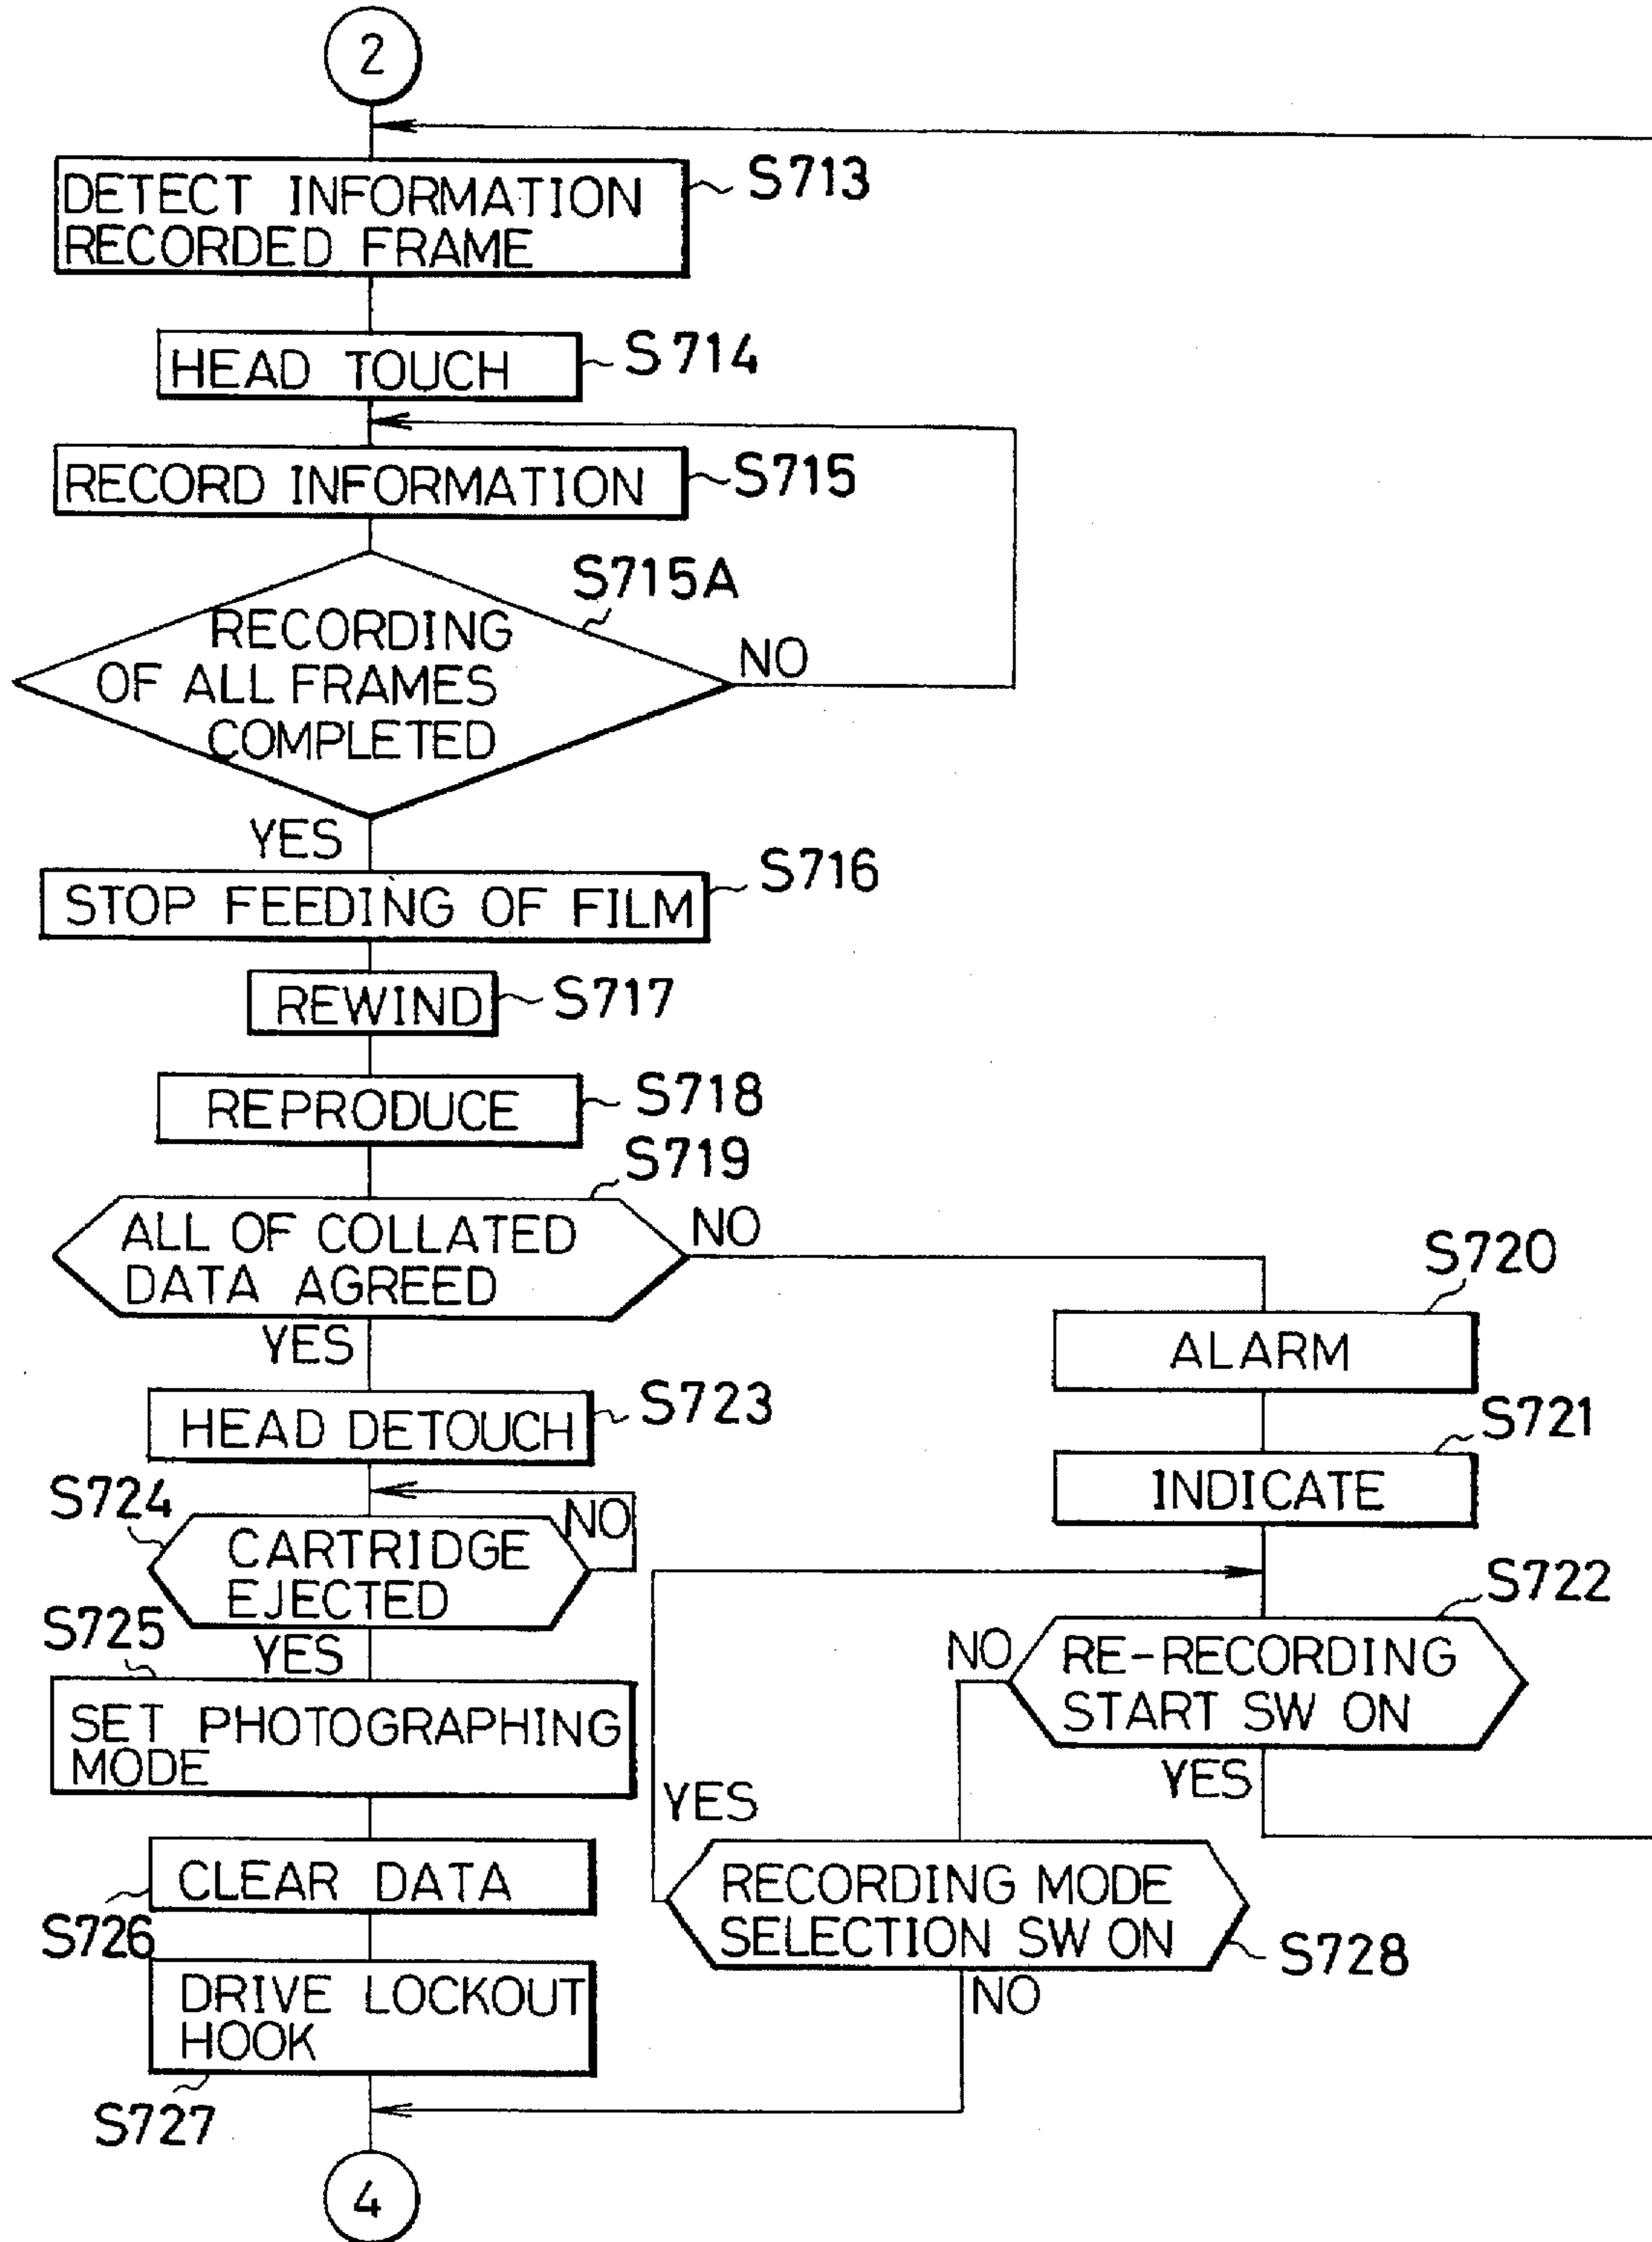 2
DETECT INFORMATION
RECORDED FRAME
S713
HEAD TOUCH
S714
RECORD INFORMATION
S715
S715A
RECORDING
OF ALL FRAMES
COMPLETED
NO
YES
STOP FEEDING OF FILM
S716
REWIND
S717
REPRODUCE
S718
S719
ALL OF COLLATED
DATA AGREED
NO
YES
S720
ALARM
S721
INDICATE
S722
RE-RECORDING
START SW ON
NO
YES
RECORDING MODE
SELECTION SW ON
S728
YES
NO
HEAD DETOUCH
S723
S724
CARTRIDGE
EJECTED
NO
YES
S725
SET PHOTOGRAPHING
MODE
CLEAR DATA
S726
DRIVE LOCKOUT
HOOK
S727
4